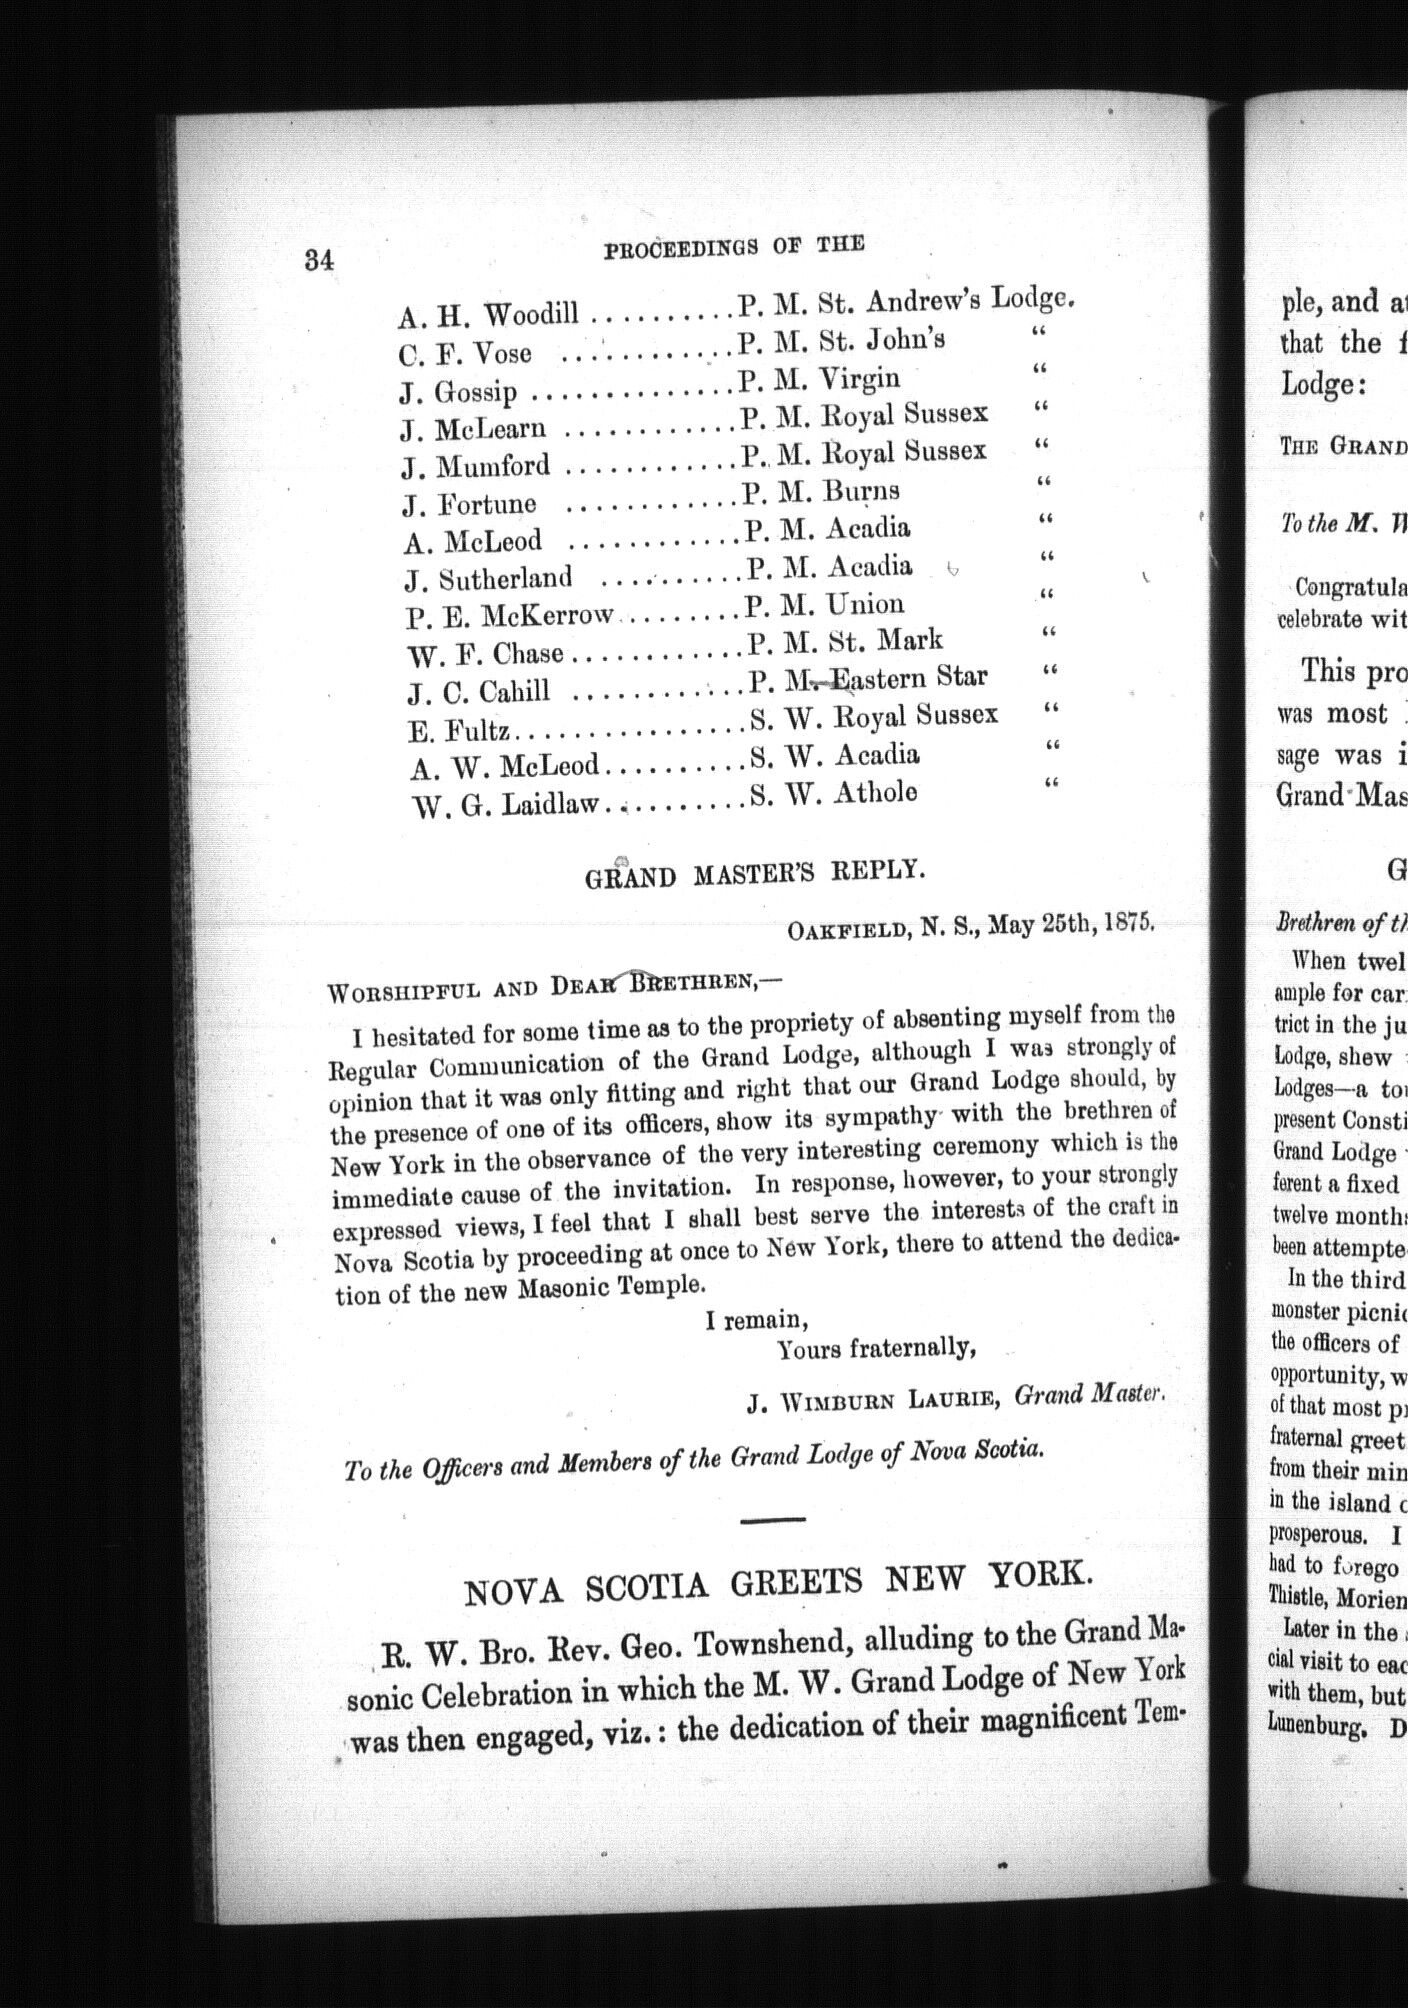 34
PROCEEDINGS OF THE
A. H. Woodill ..........P. M. St. Andrew's Lodge.
C. F. Vose ............P. M. St. John's "
J. Gossip ..............P. M. Virgin "
J. McLearn ............P. M. Royal Sussex "
J. Mumford ............P. M. Royal Sussex "
J. Fortune ............P. M. Burns "
A. McLeod ............P. M. Acadia "
J. Sutherland ..........P. M. Acadia "
P. E. McKerrow.........P. M. Union "
W. F. Chase............P. M. St. Mark "
J. C. Cahill ............P. M. Eastern Star "
E. Fultz................S. W. Royal Sussex "
A. W. McLeod..........S. W. Acadia "
W. G. Laidlaw..........S. W. Athole "
GRAND MASTER'S REPLY.
OAKFIELD, N. S., May 25th, 1875.
WORSHIPFUL AND DEAR BRETHREN,—
I hesitated for some time as to the propriety of absenting myself from the
Regular Communication of the Grand Lodge, although I was strongly of
opinion that it was only fitting and right that our Grand Lodge should, by
the presence of one of its officers, show its sympathy with the brethren of
New York in the observance of the very interesting ceremony which is the
immediate cause of the invitation. In response, however, to your strongly
expressed views, I feel that I shall best serve the interests of the craft in
Nova Scotia by proceeding at once to New York, there to attend the dedica-
tion of the new Masonic Temple.
I remain,
Yours fraternally,
J. WIMBURN LAURIE, Grand Master.
To the Officers and Members of the Grand Lodge of Nova Scotia.
NOVA SCOTIA GREETS NEW YORK.
R. W. Bro. Rev. Geo. Townshend, alluding to the Grand Ma-
sonic Celebration in which the M. W. Grand Lodge of New York
was then engaged, viz.: the dedication of their magnificent Tem-
ple, and
that the
Lodge:
THE GRAND
To the M.
Congratula
celebrate wit
This pro
was most
sage was i
Grand Mas
G
Brethren of th
When twel
ample for car
trict in the ju
Lodge, shew
Lodges—a
present Consti
Grand Lodge
ferent a fixed
twelve months
been attempte
In the third
monster picnic
the officers of
opportunity, w
of that most
fraternal greet
from their min
in the island
prosperous. I
had to forego
Thistle, Morien
Later in the
cial visit to eac
with them, but
Lunenburg. D